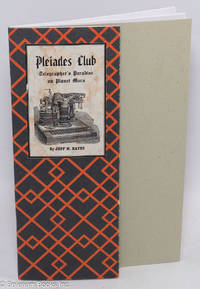 Pleiades Club
Telegrapher's Paradise
on Planet Mars
By JEFF W. HAYES